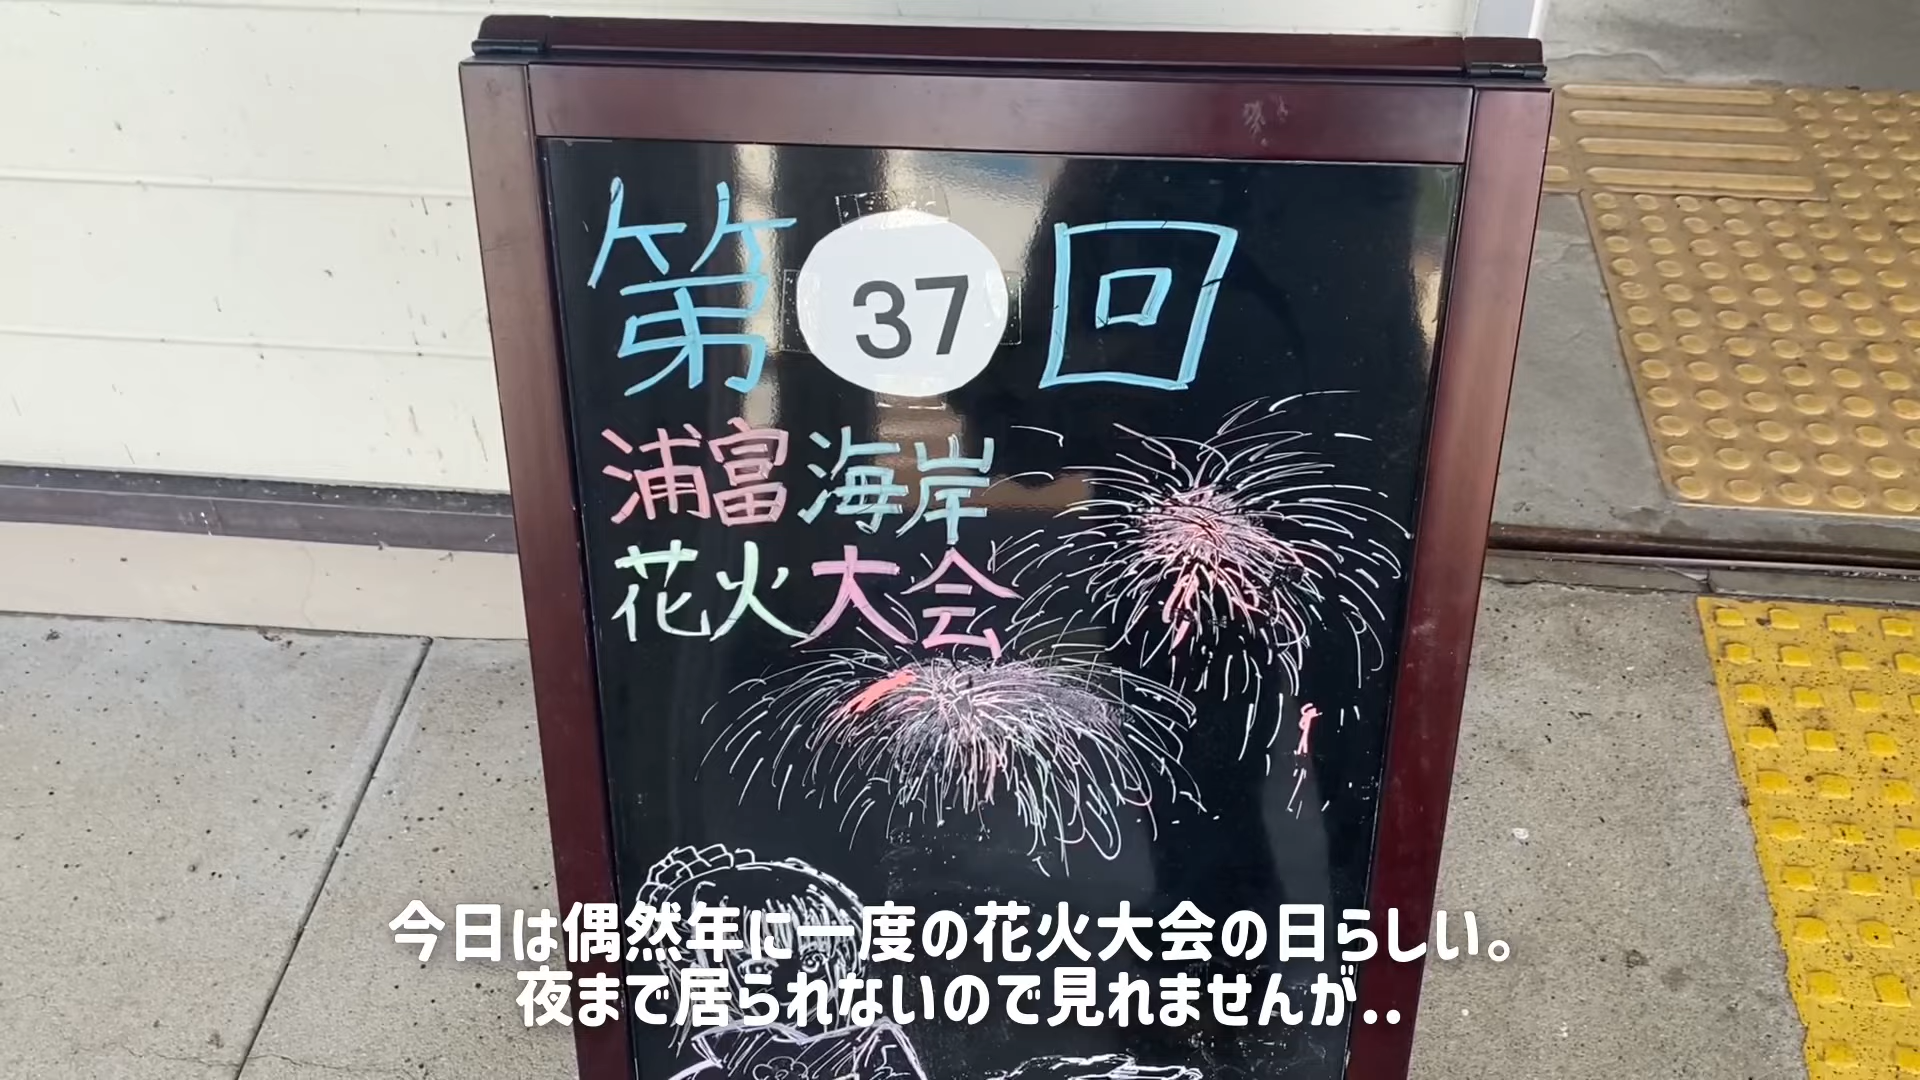 第37回
浦富海岸
花火大会
今日は偶然年に一度の花火大会の日らしい。
夜まで居られないので見れませんが..